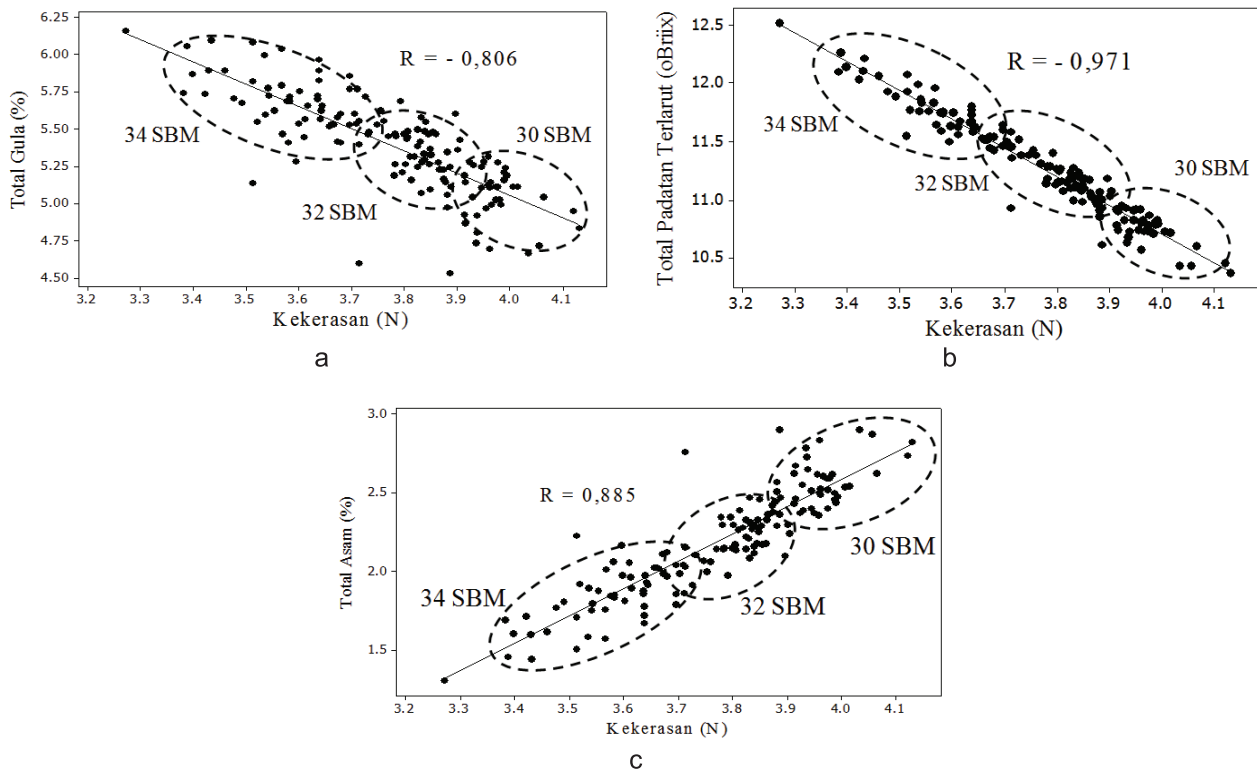 6.25
6.00
5.75
5.50
5.25
5.00
4.75
4.50
Total Gula (%)
R = - 0,806
34 SBM
32 SBM
30 SBM
3.2 3.3 3.4 3.5 3.6 3.7 3.8 3.9 4.0 4.1
Kekerasan (N)
a
12.5
12.0
11.5
11.0
10.5
Total Padatan Terlarut (oBriix)
R = - 0,971
34 SBM
32 SBM
30 SBM
3.2 3.3 3.4 3.5 3.6 3.7 3.8 3.9 4.0 4.1
Kekerasan (N)
b
3.0
2.5
2.0
1.5
Total Asam (%)
R = 0,885
34 SBM
32 SBM
30 SBM
3.2 3.3 3.4 3.5 3.6 3.7 3.8 3.9 4.0 4.1
Kekerasan (N)
c